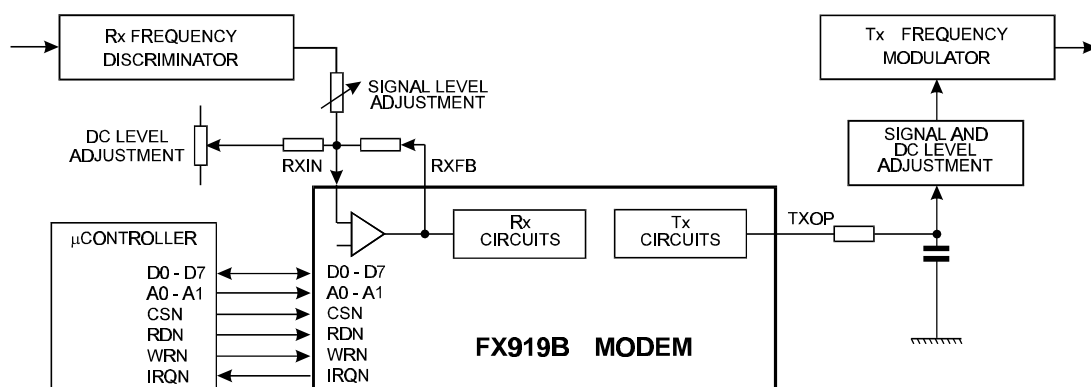 Rx FREQUENCY
DISCRIMINATOR
Tx FREQUENCY
MODULATOR
SIGNAL LEVEL
ADJUSTMENT
DC LEVEL
ADJUSTMENT
RXIN
RXFB
SIGNAL AND
DC LEVEL
ADJUSTMENT
µCONTROLLER
Rx
CIRCUITS
Tx
CIRCUITS
TXOP
D0 - D7
A0 - A1
CSN
RDN
WRN
IRQN
D0 - D7
A0 - A1
CSN
RDN
WRN
IRQN
FX919B MODEM